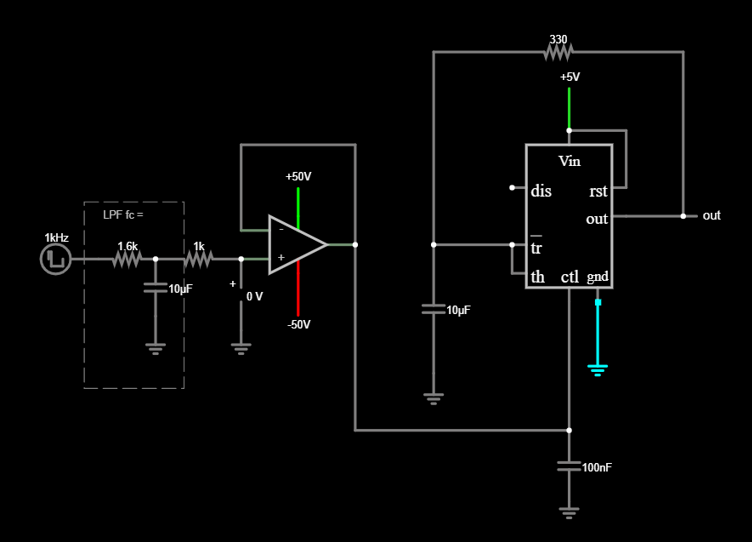 330
+5V
Vin
dis
rst
out
out
tr
th
ctl
gnd
+50V
-
+
-50V
LPF fc =
1kHz
1.6k
1k
10µF
+
0 V
10µF
100nF